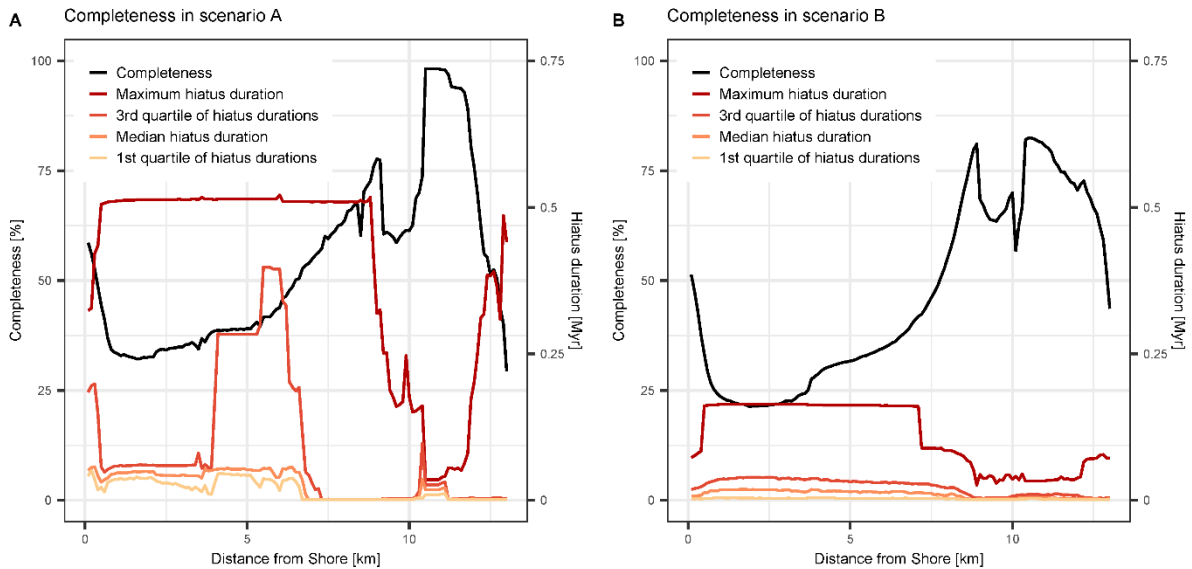 A
Completeness in scenario A
Completeness
Maximum hiatus duration
3rd quartile of hiatus durations
Median hiatus duration
1st quartile of hiatus durations
100
75
50
25
0
Completeness [%]
0.75
0.5
0.25
0
Hiatus duration [Myr]
0
5
10
Distance from Shore [km]
B
Completeness in scenario B
Completeness
Maximum hiatus duration
3rd quartile of hiatus durations
Median hiatus duration
1st quartile of hiatus durations
100
75
50
25
0
Completeness [%]
0.75
0.5
0.25
0
Hiatus duration [Myr]
0
5
10
Distance from Shore [km]